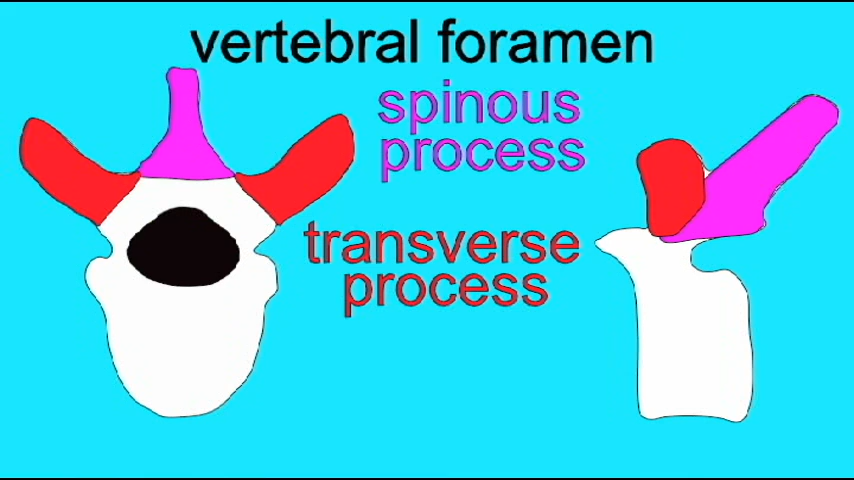 vertebral foramen
spinous
process
transverse
process